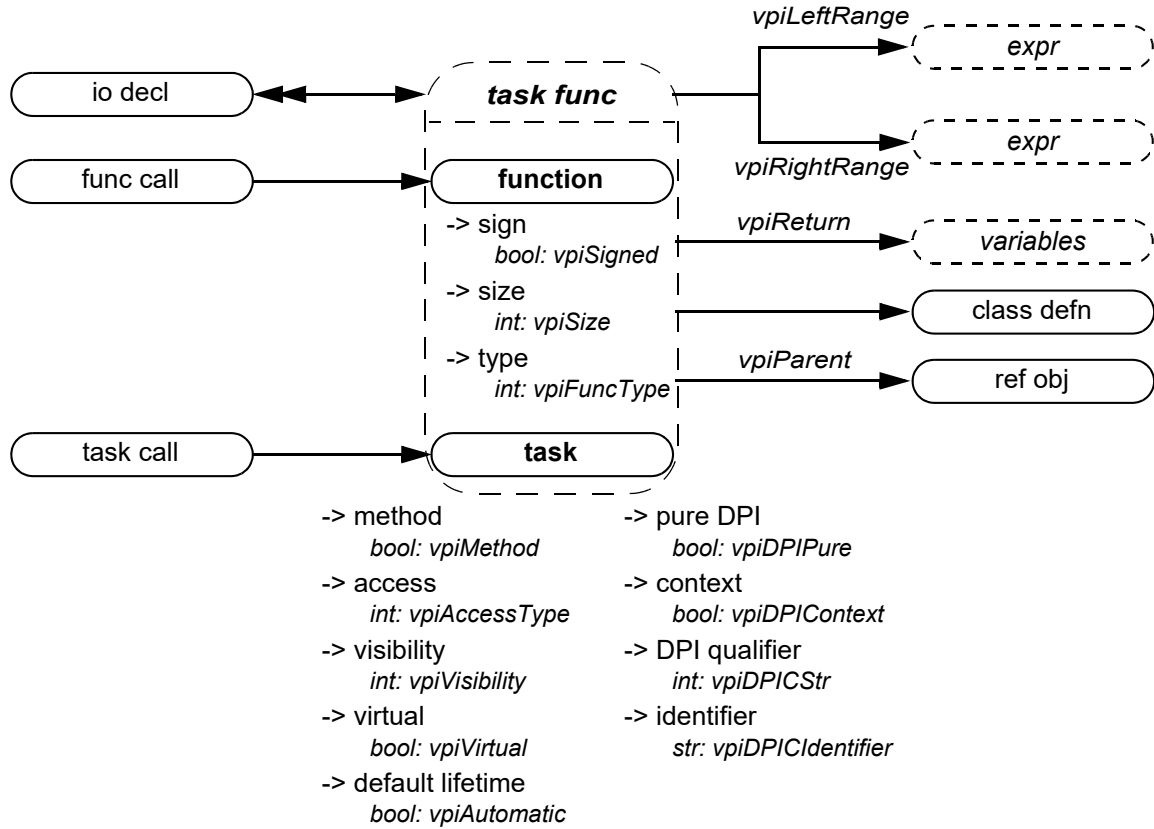 vpiLeftRange
expr
io decl
task func
expr
vpiRightRange
func call
function
-> sign
bool: vpiSigned
vpiReturn
variables
-> size
int: vpiSize
class defn
-> type
int: vpiFuncType
vpiParent
ref obj
task call
task
-> method
bool: vpiMethod
-> access
int: vpiAccessType
-> visibility
int: vpiVisibility
-> virtual
bool: vpiVirtual
-> default lifetime
bool: vpiAutomatic
-> pure DPI
bool: vpiDPIPure
-> context
bool: vpiDPIContext
-> DPI qualifier
int: vpiDPICStr
-> identifier
str: vpiDPICIdentifier